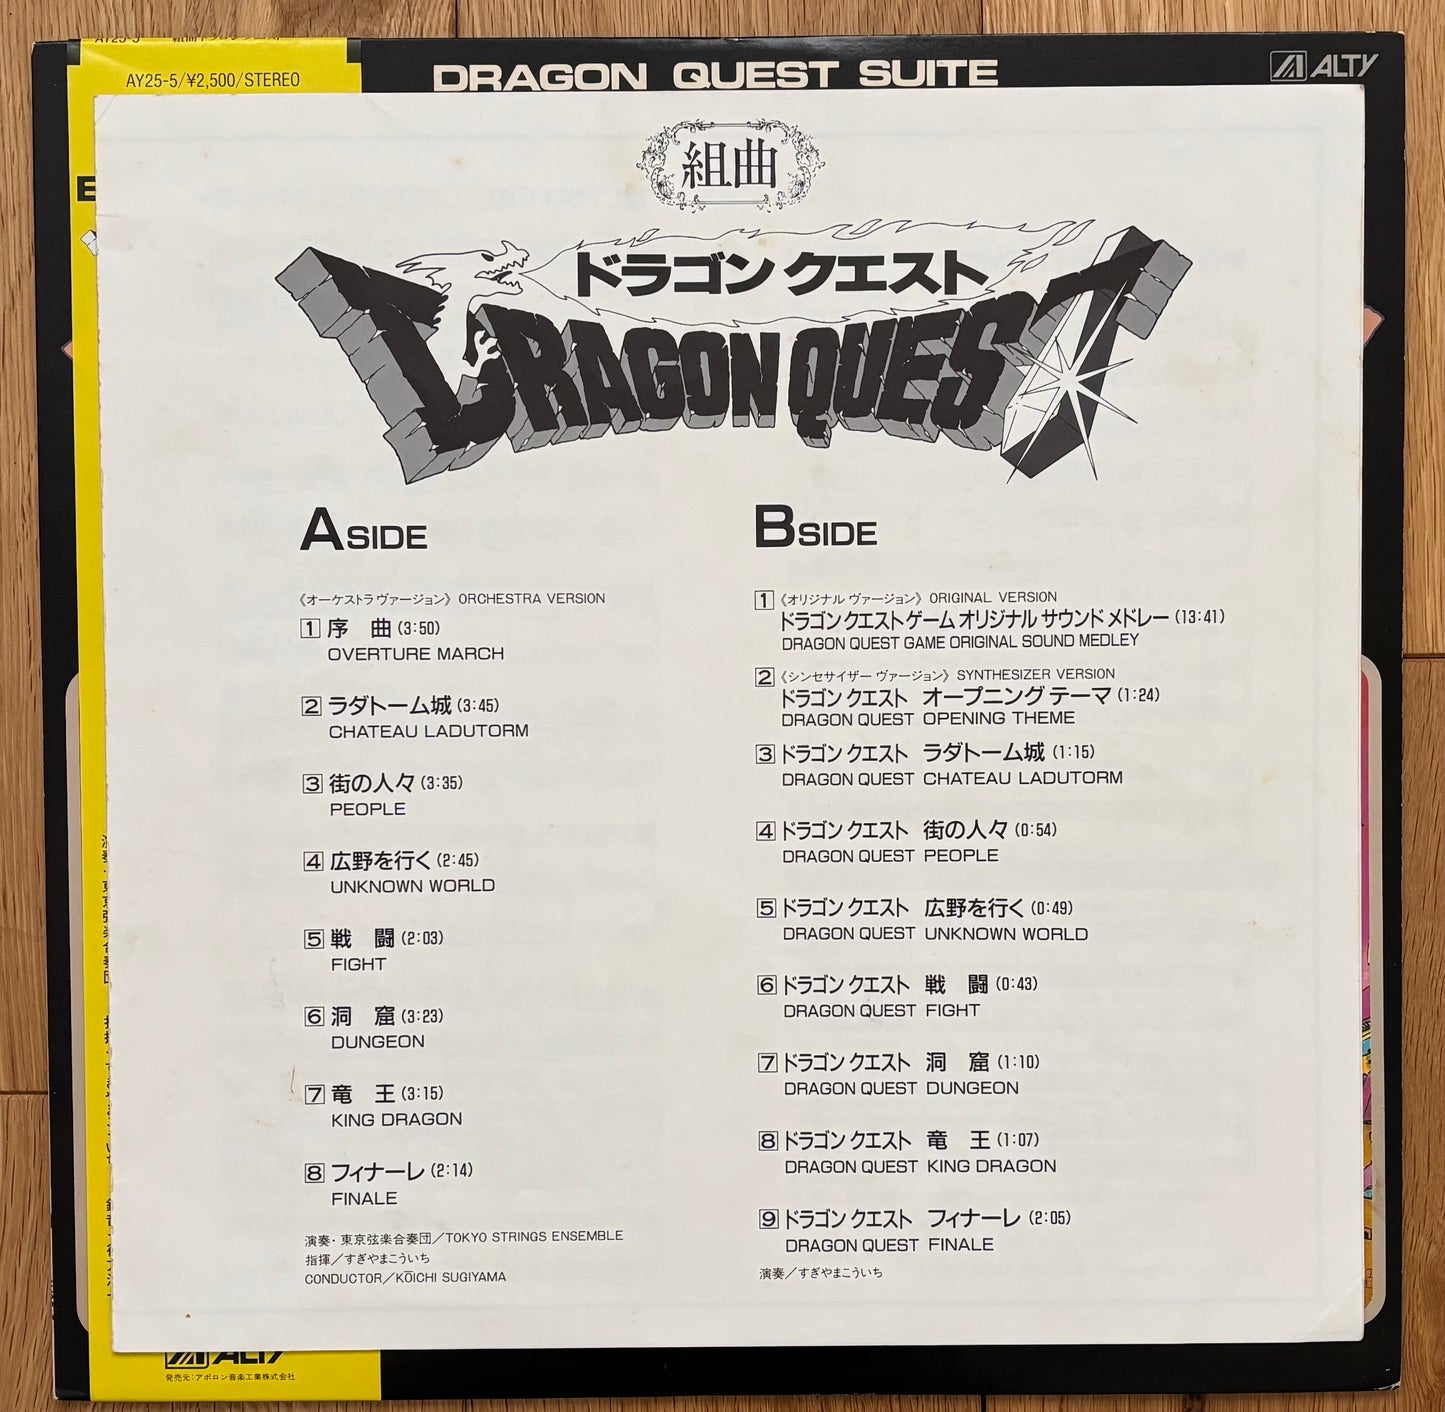 AY25-5/¥2,500/STEREO
DRAGON QUEST SUITE
ALTY
組曲
ドラゴンクエスト
DRAGON QUEST
A SIDE
《オーケストラ ヴァージョン》 ORCHESTRA VERSION
1 序 曲 (3:50)
OVERTURE MARCH
2 ラダトーム城 (3:45)
CHATEAU LADUTORM
3 街の人々 (3:35)
PEOPLE
4 広野を行く (2:45)
UNKNOWN WORLD
5 戦 闘 (2:03)
FIGHT
6 洞 窟 (3:23)
DUNGEON
7 竜 王 (3:15)
KING DRAGON
8 フィナーレ (2:14)
FINALE
演奏・東京弦楽合奏団／TOKYO STRINGS ENSEMBLE
指揮／すぎやまこういち
CONDUCTOR／KŌICHI SUGIYAMA
B SIDE
1 《オリジナル ヴァージョン》 ORIGINAL VERSION
ドラゴン クエスト ゲーム オリジナル サウンド メドレー (13:41)
DRAGON QUEST GAME ORIGINAL SOUND MEDLEY
2 《シンセサイザー ヴァージョン》 SYNTHESIZER VERSION
ドラゴン クエスト オープニング テーマ (1:24)
DRAGON QUEST OPENING THEME
3 ドラゴン クエスト ラダトーム城 (1:15)
DRAGON QUEST CHATEAU LADUTORM
4 ドラゴン クエスト 街の人々 (0:54)
DRAGON QUEST PEOPLE
5 ドラゴン クエスト 広野を行く (0:49)
DRAGON QUEST UNKNOWN WORLD
6 ドラゴン クエスト 戦 闘 (0:43)
DRAGON QUEST FIGHT
7 ドラゴン クエスト 洞 窟 (1:10)
DRAGON QUEST DUNGEON
8 ドラゴン クエスト 竜 王 (1:07)
DRAGON QUEST KING DRAGON
9 ドラゴン クエスト フィナーレ (2:05)
DRAGON QUEST FINALE
演奏／すぎやまこういち
ALTY
発売元：アポロン音楽工業株式会社